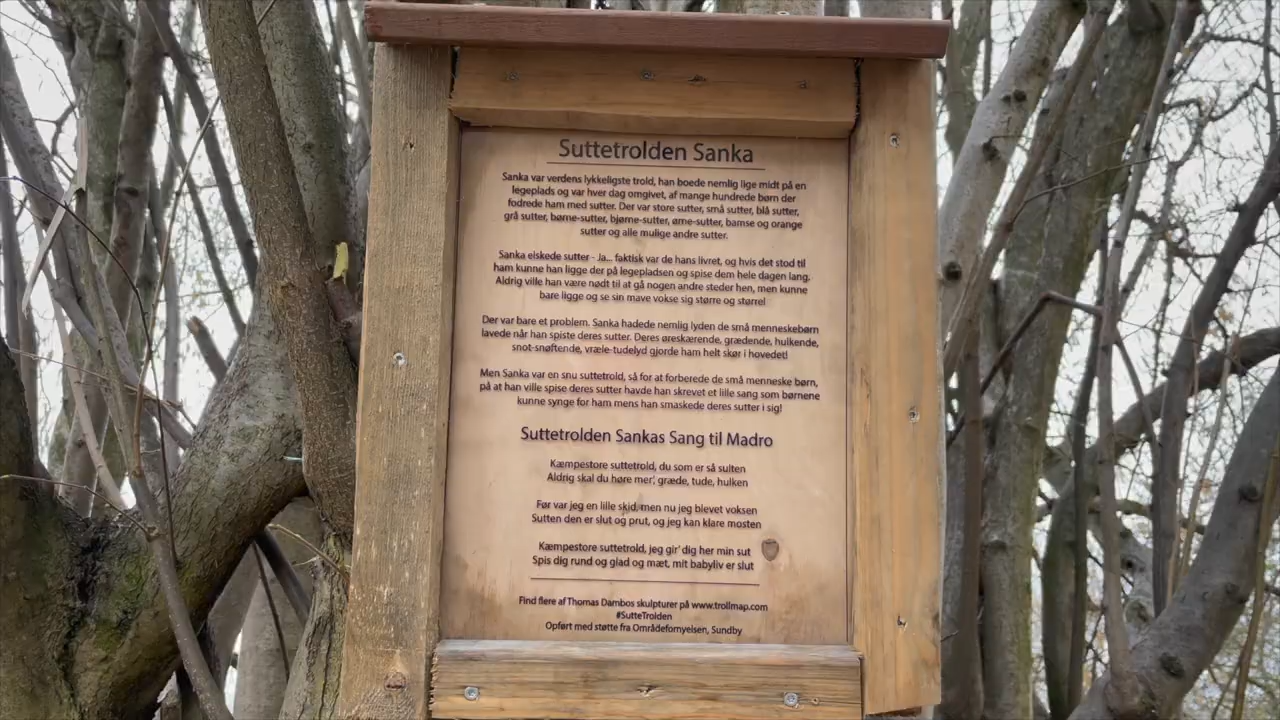 Suttetrolden Sanka
Sanka var verdens lykkeligste trold, han boede nemlig lige midt på en
legeplads og var hver dag omgivet, af mange hundrede børn der
fodrede ham med sutter. Der var store sutter, små sutter, blå sutter,
grå sutter, børne-sutter, bjørne-sutter, ørne-sutter, bamse og orange
sutter og alle mulige andre sutter.
Sanka elskede sutter - Ja... faktisk var de hans livret, og hvis det stod til
ham kunne han ligge der på legepladsen og spise dem hele dagen lang.
Aldrig ville han være nødt til at gå nogen andre steder hen, men kunne
bare ligge og se sin mave vokse sig større og større!
Der var bare et problem. Sanka hadede nemlig lyden de små menneskebørn
lavede når han spiste deres sutter. Deres øreskærende, grædende, hulkende,
snot-snøftende, vræle-tudelyd gjorde ham helt skør i hovedet!
Men Sanka var en snu suttetrold, så for at forberede de små menneske børn,
på at han ville spise deres sutter havde han skrevet et lille sang som børnene
kunne synge for ham mens han smaskede deres sutter i sig!
Suttetrolden Sankas Sang til Madro
Kæmpestore suttetrold, du som er så sulten
Aldrig skal du høre mer', græde, tude, hulken
Før var jeg en lille skid, men nu jeg blevet voksen
Sutten den er slut og prut, og jeg kan klare mosten
Kæmpestore suttetrold, jeg gir' dig her min sut
Spis dig rund og glad og mæt, mit babyliv er slut
Find flere af Thomas Dambos skulpturer på www.trollmap.com
#SutteTrolden
Opført med støtte fra Områdefornyelsen, Sundby